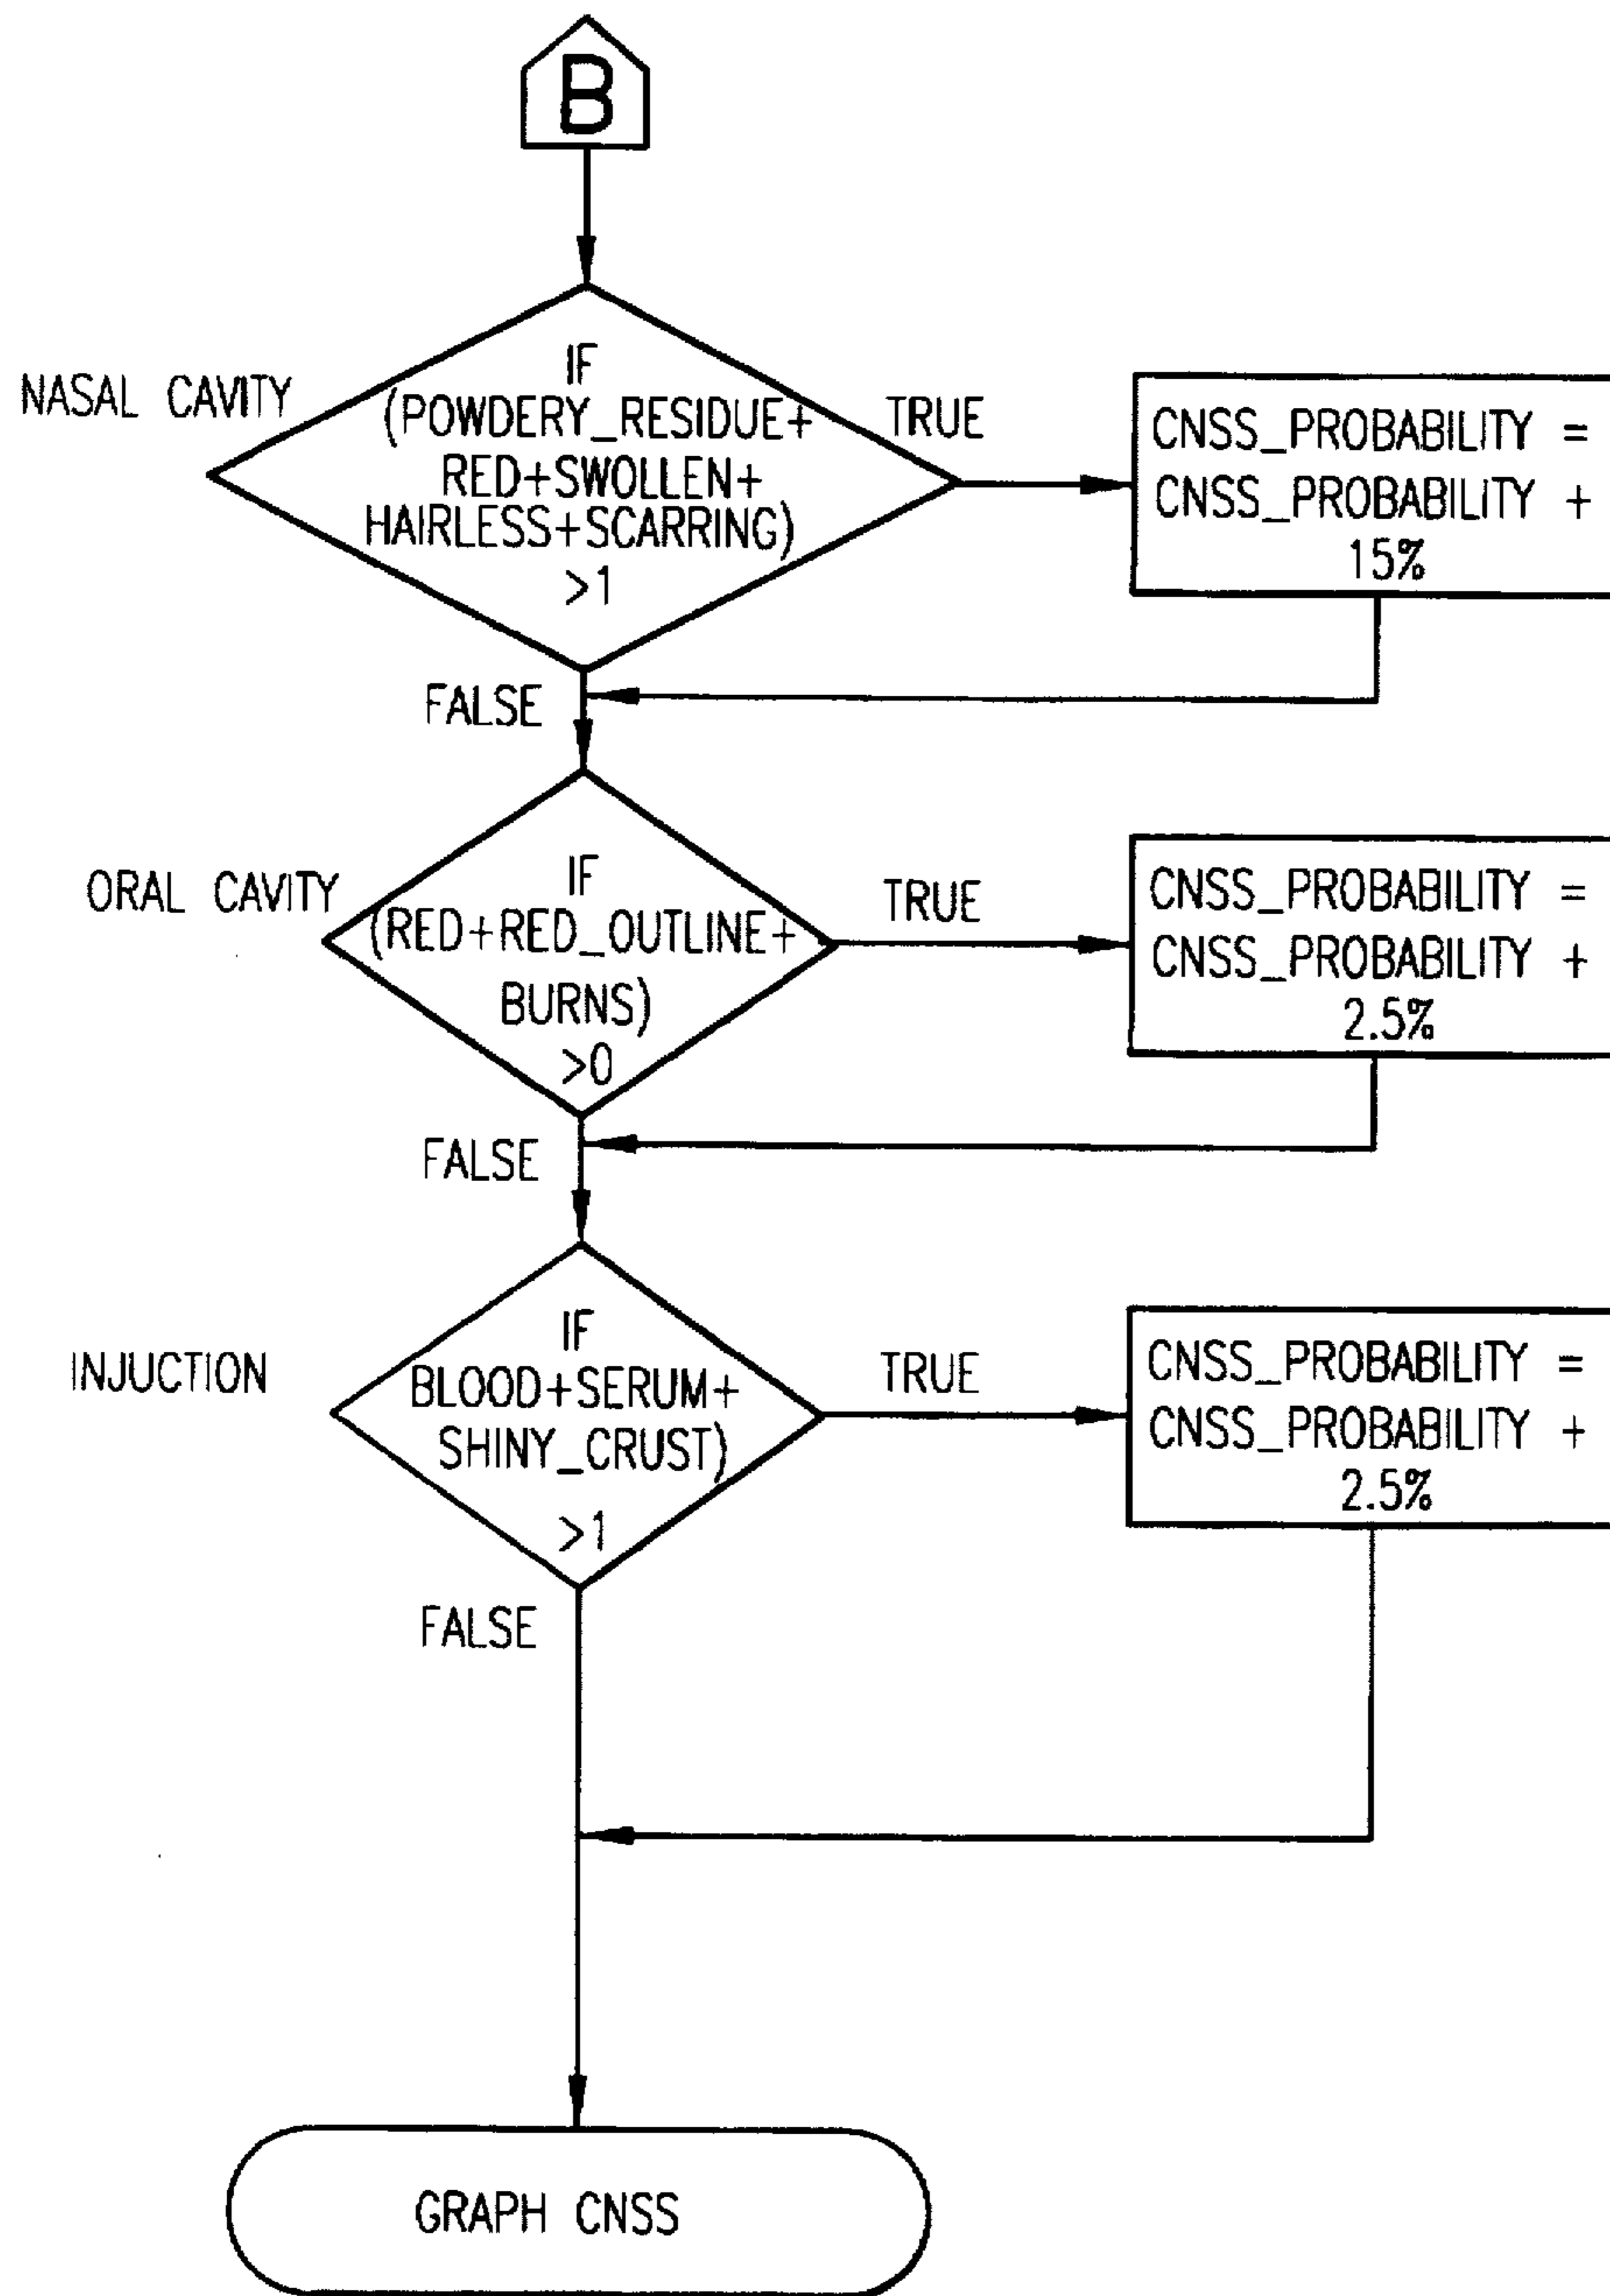 B
NASAL CAVITY
IF
(POWDERY_RESIDUE+
RED+SWOLLEN+
HAIRLESS+SCARRING)
>1
TRUE
CNSS_PROBABILITY =
CNSS_PROBABILITY +
15%
FALSE
ORAL CAVITY
IF
(RED+RED_OUTLINE+
BURNS)
>0
TRUE
CNSS_PROBABILITY =
CNSS_PROBABILITY +
2.5%
FALSE
INJUCTION
IF
BLOOD+SERUM+
SHINY_CRUST)
>1
TRUE
CNSS_PROBABILITY =
CNSS_PROBABILITY +
2.5%
FALSE
GRAPH CNSS